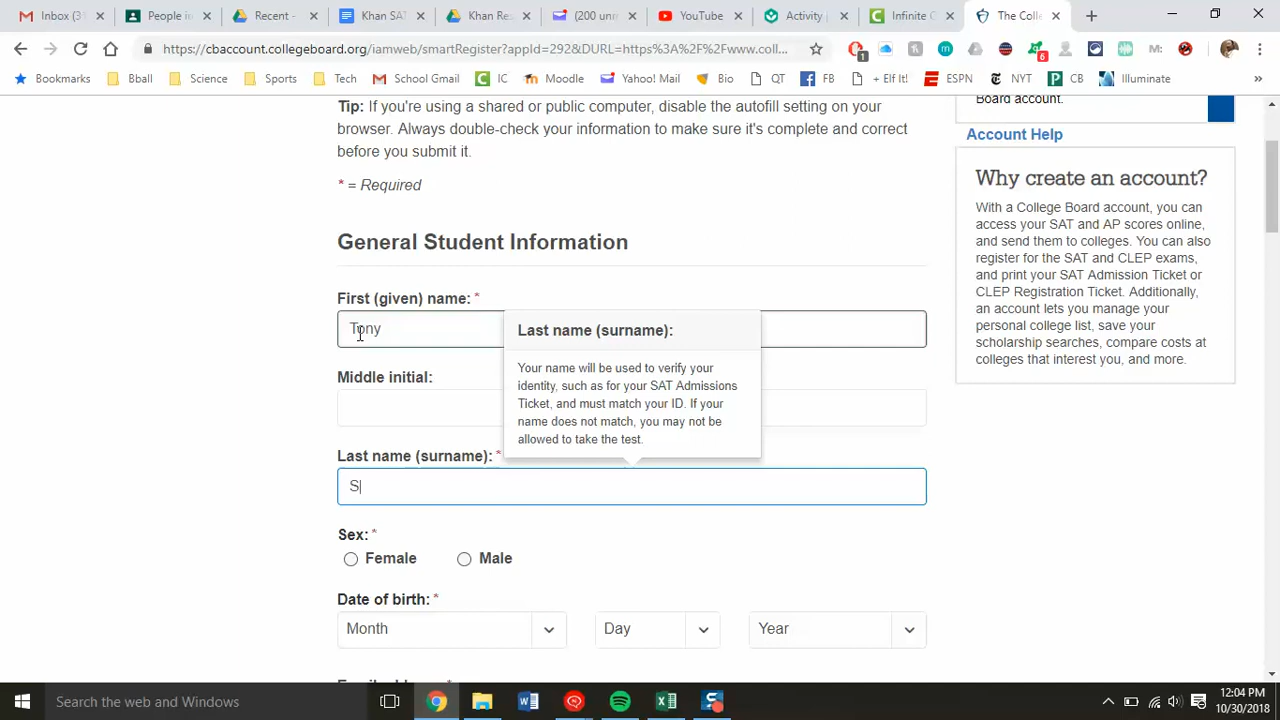 Inbox (3
People fo
Recent -
Khan SAT
Khan Res
(200 unr
YouTube
Activity
Infinite C
The Coll
https://cbaccount.collegeboard.org/iamweb/smartRegister?appId=292&DURL=https%3A%2F%2Fwww.coll...
Bookmarks Bball Science Sports Tech School Gmail IC Moodle Yahoo! Mail Bio QT FB + Elf It! ESPN NYT CB Illuminate »
Tip: If you're using a shared or public computer, disable the autofill setting on your
browser. Always double-check your information to make sure it's complete and correct
before you submit it.
* = Required
General Student Information
First (given) name: *
Tony
Last name (surname):
Your name will be used to verify your
identity, such as for your SAT Admissions
Ticket, and must match your ID. If your
name does not match, you may not be
allowed to take the test.
Middle initial:
Last name (surname): *
S
Sex: *
Female Male
Date of birth: *
Month Day Year
Board account.
Account Help
Why create an account?
With a College Board account, you can
access your SAT and AP scores online,
and send them to colleges. You can also
register for the SAT and CLEP exams,
and print your SAT Admission Ticket or
CLEP Registration Ticket. Additionally,
an account lets you manage your
personal college list, save your
scholarship searches, compare costs at
colleges that interest you, and more.
Search the web and Windows
12:04 PM
10/30/2018